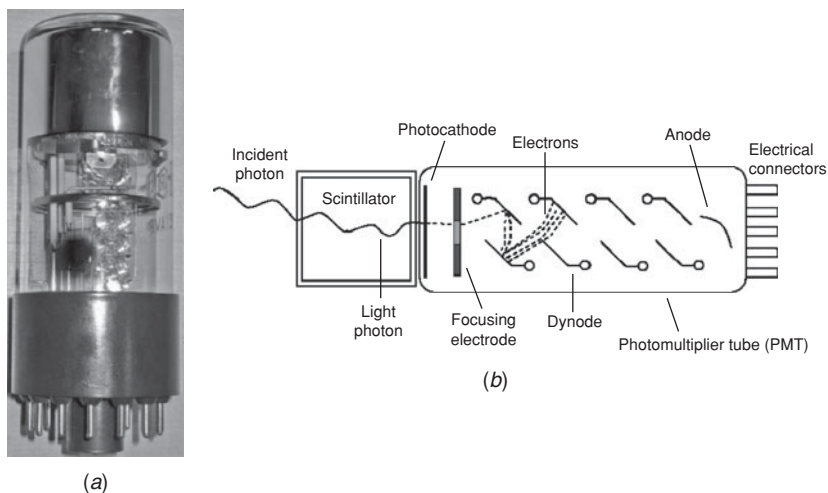 Photocathode
Electrons
Anode
Electrical
connectors
Incident
photon
Scintillator
Light
photon
Focusing
electrode
Dynode
Photomultiplier tube (PMT)
(b)
(a)